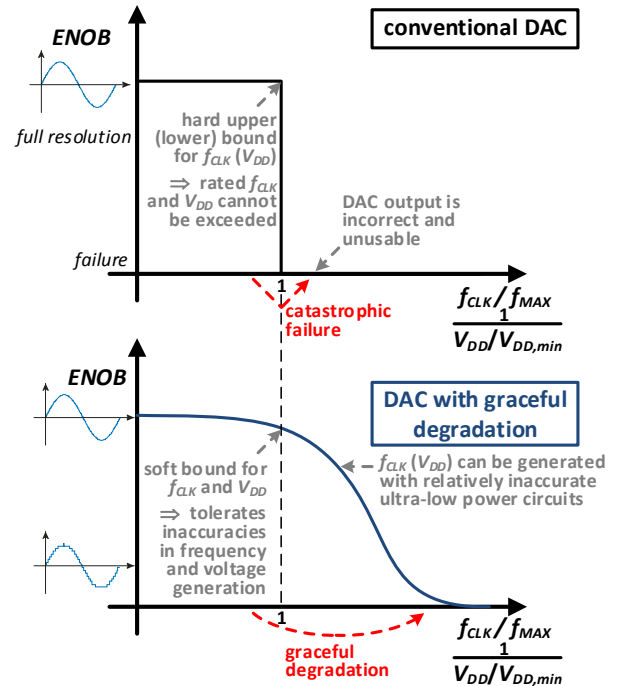 conventional DAC
ENOB
full resolution
hard upper
(lower) bound
for fCLK (VDD)
⇒ rated fCLK
and VDD cannot
be exceeded
DAC output is
incorrect and
unusable
failure
1
catastrophic
failure
fCLK/fMAX
1
VDD/VDD,min
ENOB
DAC with graceful
degradation
fCLK (VDD) can be generated
with relatively inaccurate
ultra-low power circuits
soft bound for
fCLK and VDD
⇒ tolerates
inaccuracies
in frequency
and voltage
generation
1
graceful
degradation
fCLK/fMAX
1
VDD/VDD,min